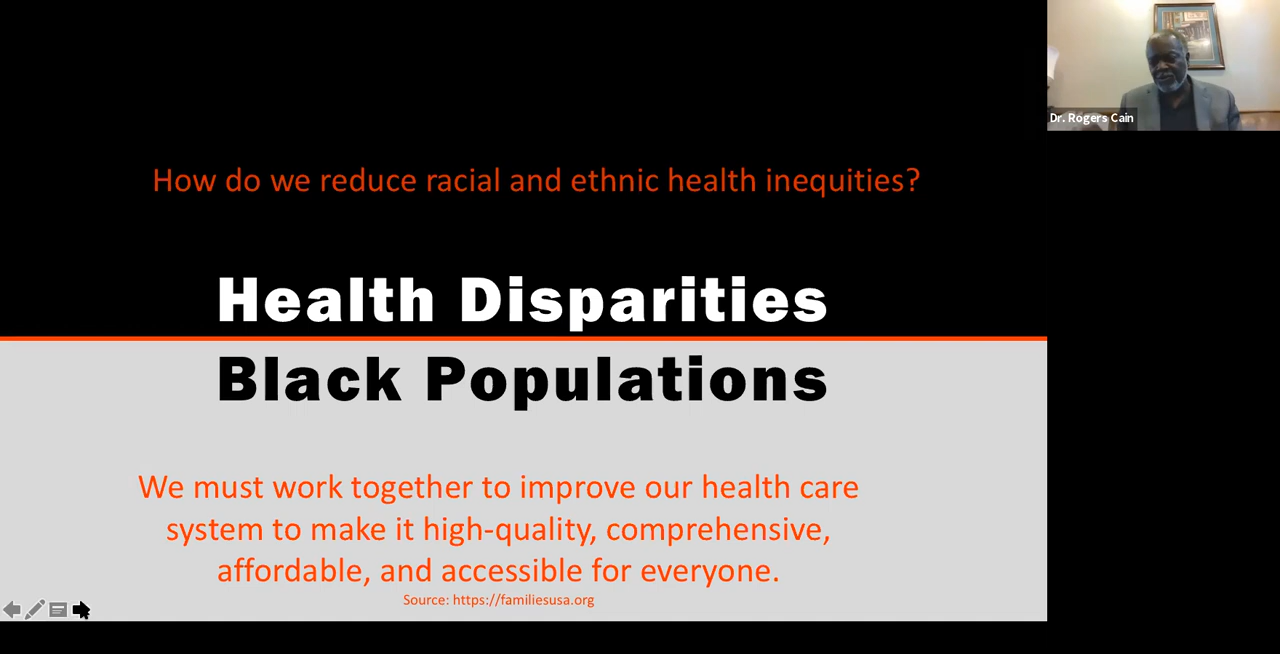 Dr. Rogers Cain
How do we reduce racial and ethnic health inequities?
Health Disparities
Black Populations
We must work together to improve our health care
system to make it high-quality, comprehensive,
affordable, and accessible for everyone.
Source: https://familiesusa.org